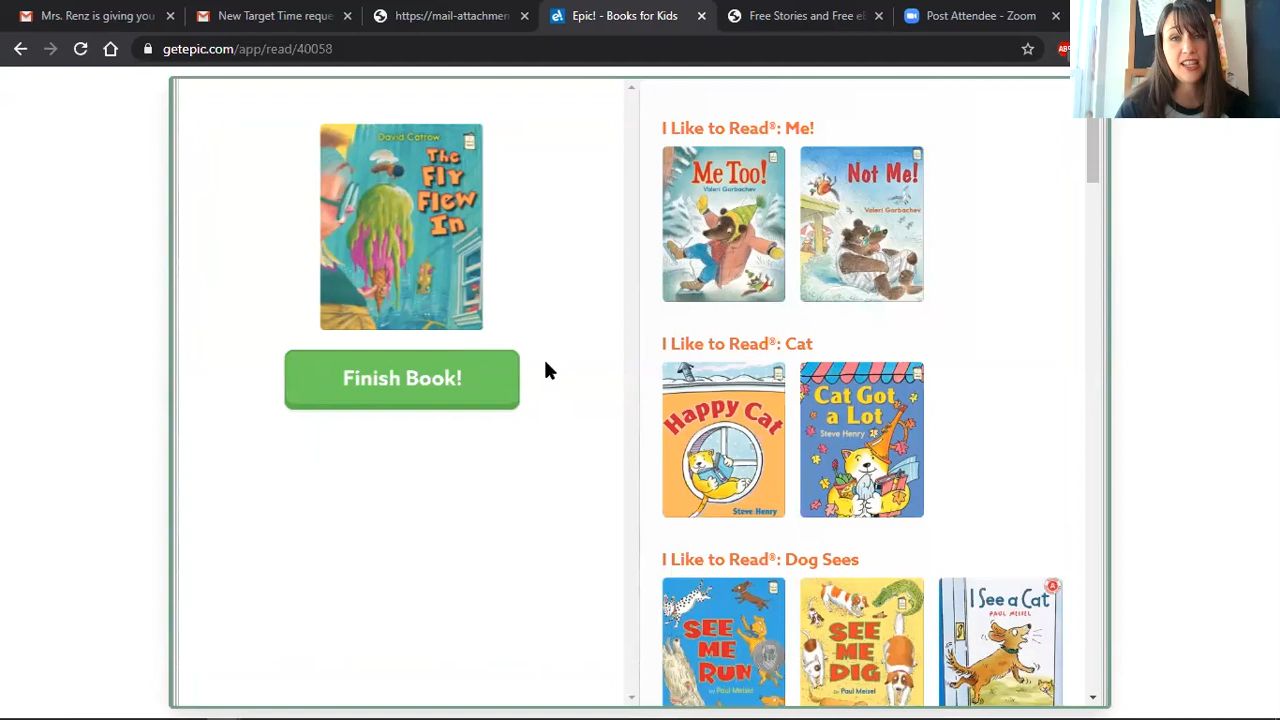 Mrs. Renz is giving you
New Target Time reque
https://mail-attachmen
Epic! - Books for Kids
Free Stories and Free e
Post Attendee - Zoom
getepic.com/app/read/40058
David Catrow
The
Fly
Flew
In
Finish Book!
I Like to Read®: Me!
Me Too!
Valeri Gorbachev
Not Me!
Valeri Gorbachev
I Like to Read®: Cat
Happy Cat
Steve Henry
Cat Got
a Lot
Steve Henry
I Like to Read®: Dog Sees
SEE
ME
RUN
by Paul Meisel
SEE
ME
DIG
by Paul Meisel
I See a Cat
PAUL MEISEL